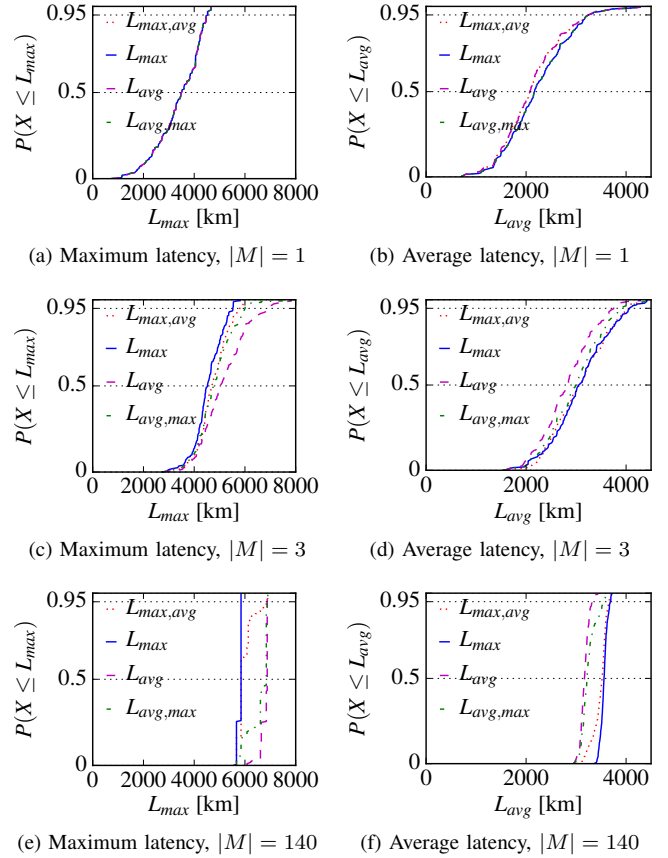 0.95
0.5
0
P(X ≤ L_max)
L_max,avg
L_max
L_avg
L_avg,max
0 2000 4000 6000 8000
L_max [km]
(a) Maximum latency, |M| = 1
0.95
0.5
0
P(X ≤ L_avg)
L_max,avg
L_max
L_avg
L_avg,max
0 2000 4000
L_avg [km]
(b) Average latency, |M| = 1
0.95
0.5
0
P(X ≤ L_max)
L_max,avg
L_max
L_avg
L_avg,max
0 2000 4000 6000 8000
L_max [km]
(c) Maximum latency, |M| = 3
0.95
0.5
0
P(X ≤ L_avg)
L_max,avg
L_max
L_avg
L_avg,max
0 2000 4000
L_avg [km]
(d) Average latency, |M| = 3
0.95
0.5
0
P(X ≤ L_max)
L_max,avg
L_max
L_avg
L_avg,max
0 2000 4000 6000 8000
L_max [km]
(e) Maximum latency, |M| = 140
0.95
0.5
0
P(X ≤ L_avg)
L_max,avg
L_max
L_avg
L_avg,max
0 2000 4000
L_avg [km]
(f) Average latency, |M| = 140